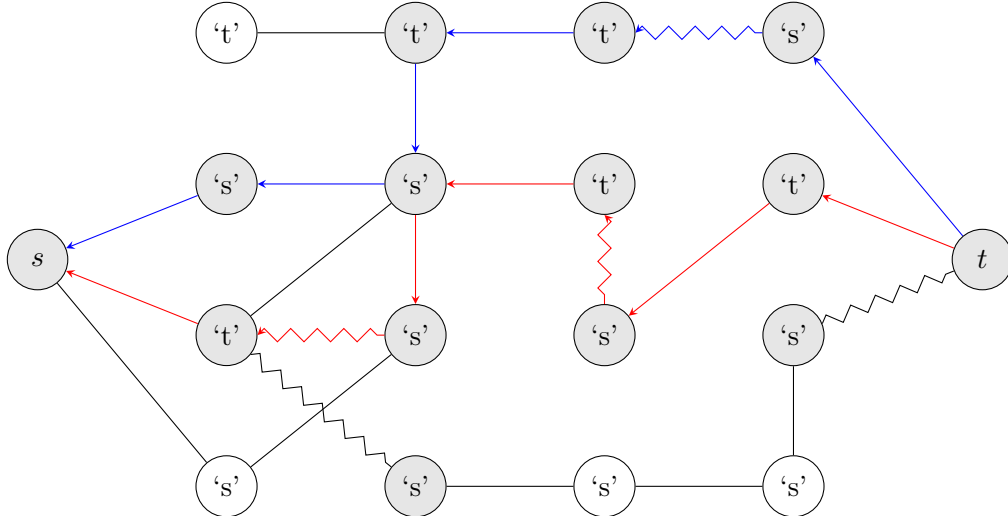 ‘t’ ‘t’ ‘t’ ‘s’
‘s’ ‘s’ ‘t’ ‘t’
s t
‘t’ ‘s’ ‘s’ ‘s’
‘s’ ‘s’ ‘s’ ‘s’